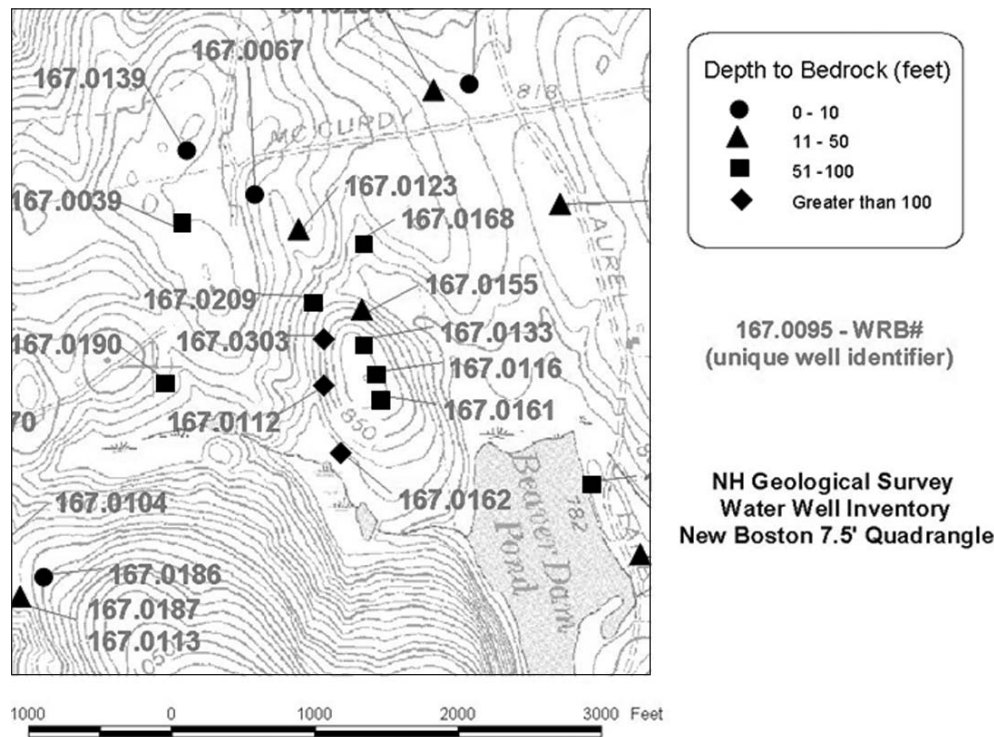 167.0067
167.0139
818
MC CURDY
167.0123
167.0039
167.0168
AUREL
167.0155
167.0209
167.0303
167.0133
167.0190
167.0116
167.0161
70
167.0112
850
167.0162
167.0104
Beaver Dam
Pond
782
167.0186
167.0187
167.0113
1000 0 1000 2000 3000 Feet
Depth to Bedrock (feet)
0 - 10
11 - 50
51 -100
Greater than 100
167.0095 - WRB#
(unique well identifier)
NH Geological Survey
Water Well Inventory
New Boston 7.5' Quadrangle